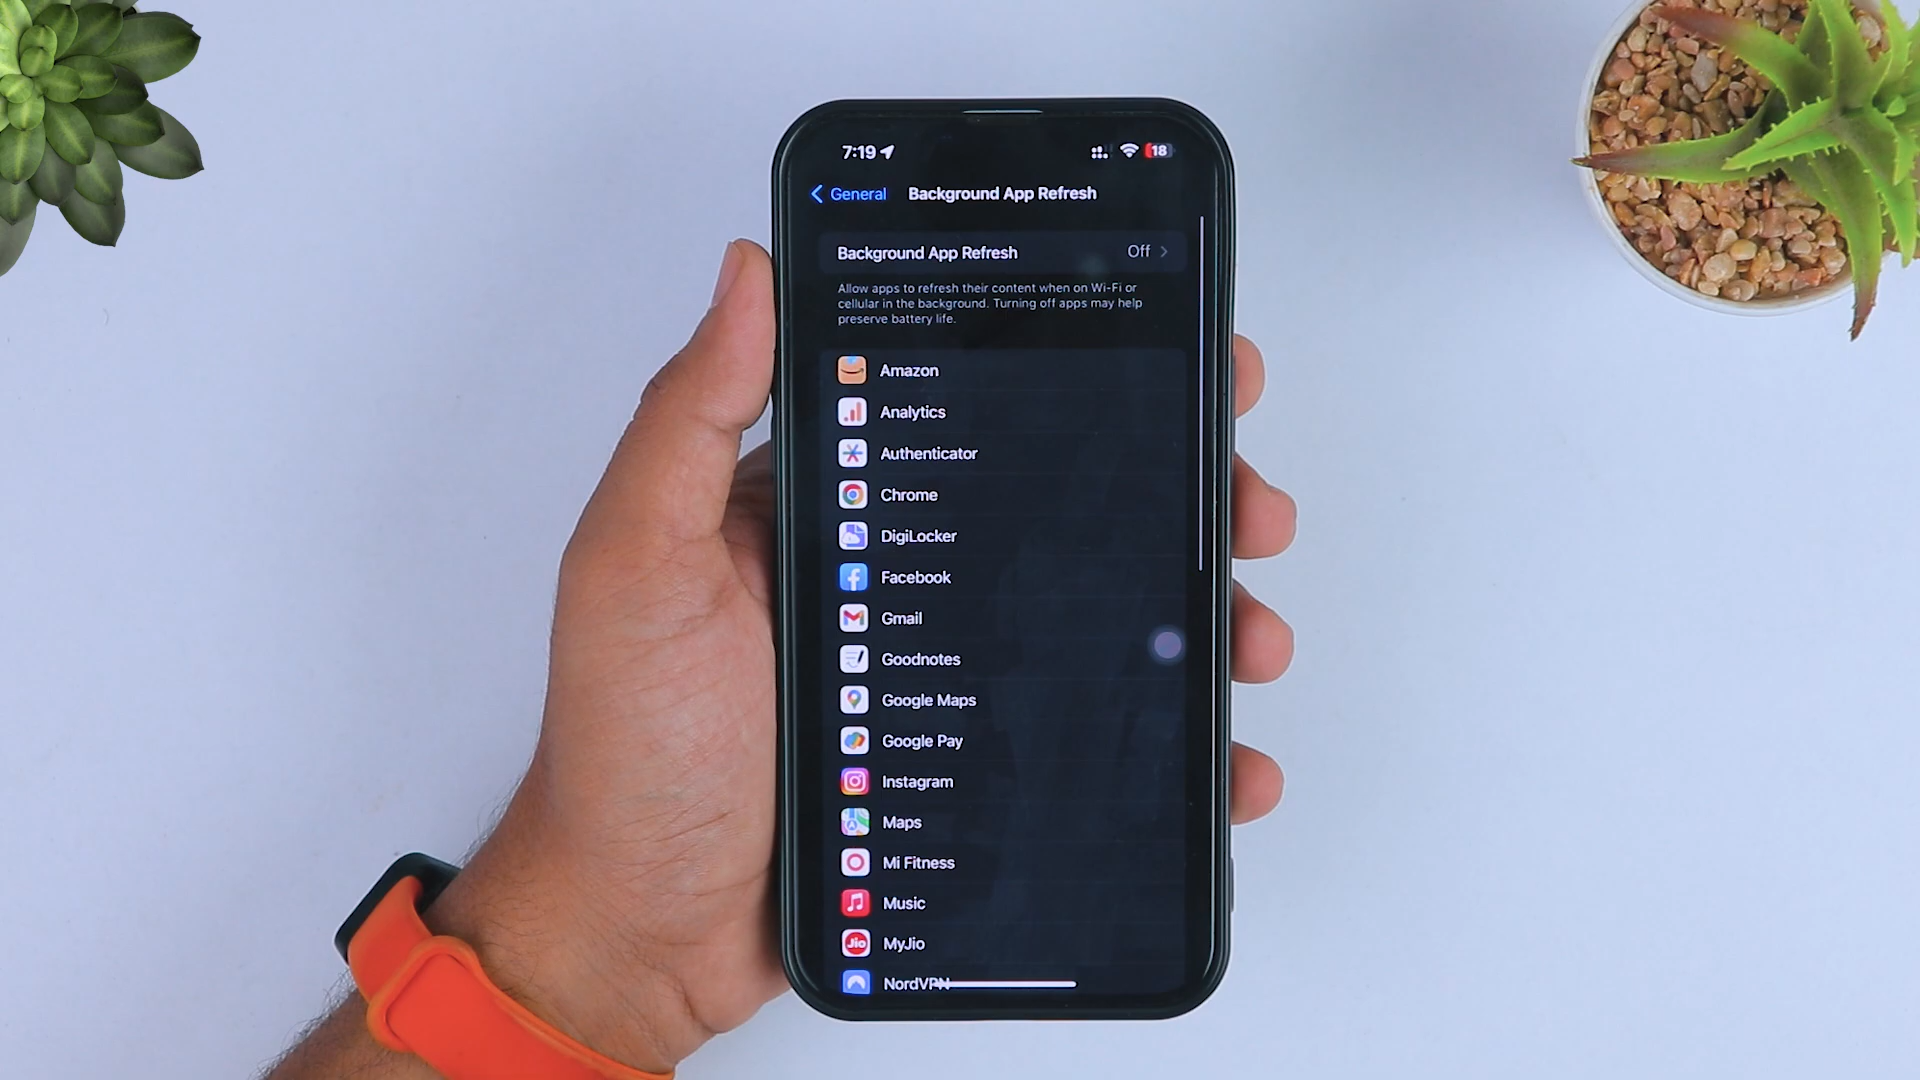 7:19 18
General Background App Refresh
Background App Refresh Off
Allow apps to refresh their content when on Wi-Fi or
cellular in the background. Turning off apps may help
preserve battery life.
Amazon
Analytics
Authenticator
Chrome
DigiLocker
Facebook
Gmail
Goodnotes
Google Maps
Google Pay
Instagram
Maps
Mi Fitness
Music
Jio MyJio
NordVPN